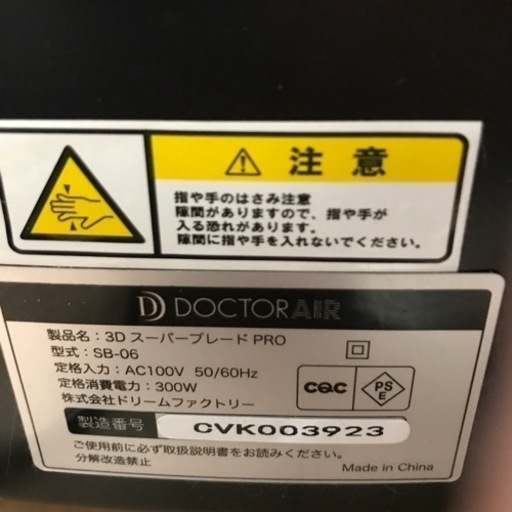 注意
指や手のはさみ注意
隙間がありますので、指や手が
入る恐れがあります。
隙間に指や手を入れないでください。
DOCTORAIR
製品名：3D スーパーブレード PRO
型式：SB-06
定格入力：AC100V 50/60Hz
定格消費電力：300W
株式会社ドリームファクトリー
CQC
PS
E
製造番号 CVK003923
ご使用前に必ず取扱説明書をお読みください。
分解改造禁止
Made in China